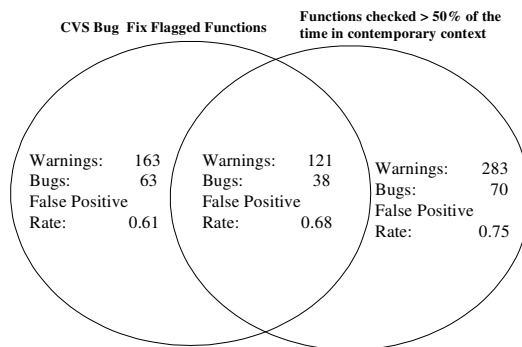 CVS Bug Fix Flagged Functions
Functions checked > 50% of the
time in contemporary context
Warnings: 163
Bugs: 63
False Positive
Rate: 0.61
Warnings: 121
Bugs: 38
False Positive
Rate: 0.68
Warnings: 283
Bugs: 70
False Positive
Rate: 0.75